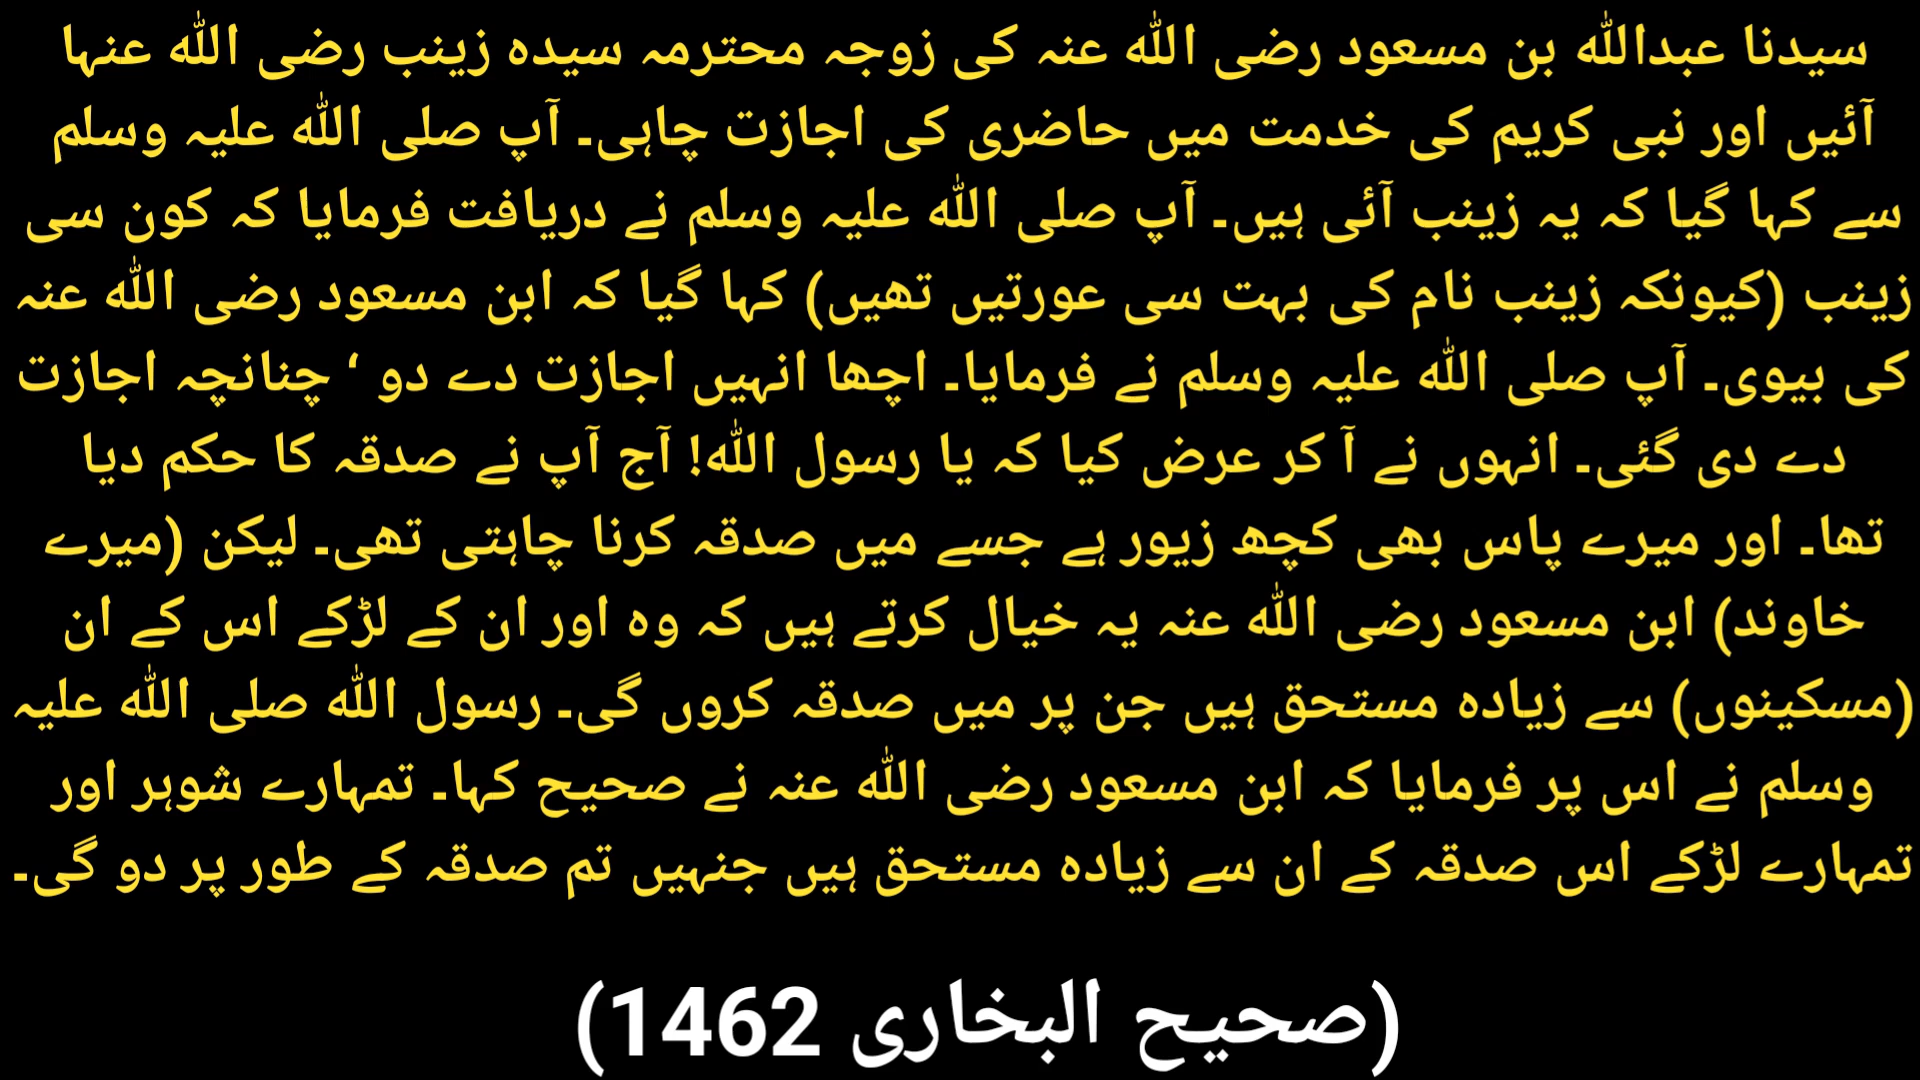 سیدنا عبداللہ بن مسعود رضی اللہ عنہ کی زوجہ محترمہ سیدہ زینب رضی اللہ عنہا
آئیں اور نبی کریم کی خدمت میں حاضری کی اجازت چاہی۔ آپ صلی اللہ علیہ وسلم
سے کہا گیا کہ یہ زینب آئی ہیں۔ آپ صلی اللہ علیہ وسلم نے دریافت فرمایا کہ کون سی
زینب (کیونکہ زینب نام کی بہت سی عورتیں تھیں) کہا گیا کہ ابن مسعود رضی اللہ عنہ
کی بیوی۔ آپ صلی اللہ علیہ وسلم نے فرمایا۔ اچھا انہیں اجازت دے دو ‘ چنانچہ اجازت
دے دی گئی۔ انہوں نے آ کر عرض کیا کہ یا رسول اللہ! آج آپ نے صدقہ کا حکم دیا
تھا۔ اور میرے پاس بھی کچھ زیور ہے جسے میں صدقہ کرنا چاہتی تھی۔ لیکن (میرے
خاوند) ابن مسعود رضی اللہ عنہ یہ خیال کرتے ہیں کہ وہ اور ان کے لڑکے اس کے ان
(مسکینوں) سے زیادہ مستحق ہیں جن پر میں صدقہ کروں گی۔ رسول اللہ صلی اللہ علیہ
وسلم نے اس پر فرمایا کہ ابن مسعود رضی اللہ عنہ نے صحیح کہا۔ تمہارے شوہر اور
تمہارے لڑکے اس صدقہ کے ان سے زیادہ مستحق ہیں جنہیں تم صدقہ کے طور پر دو گی۔
(صحیح البخاری 1462)